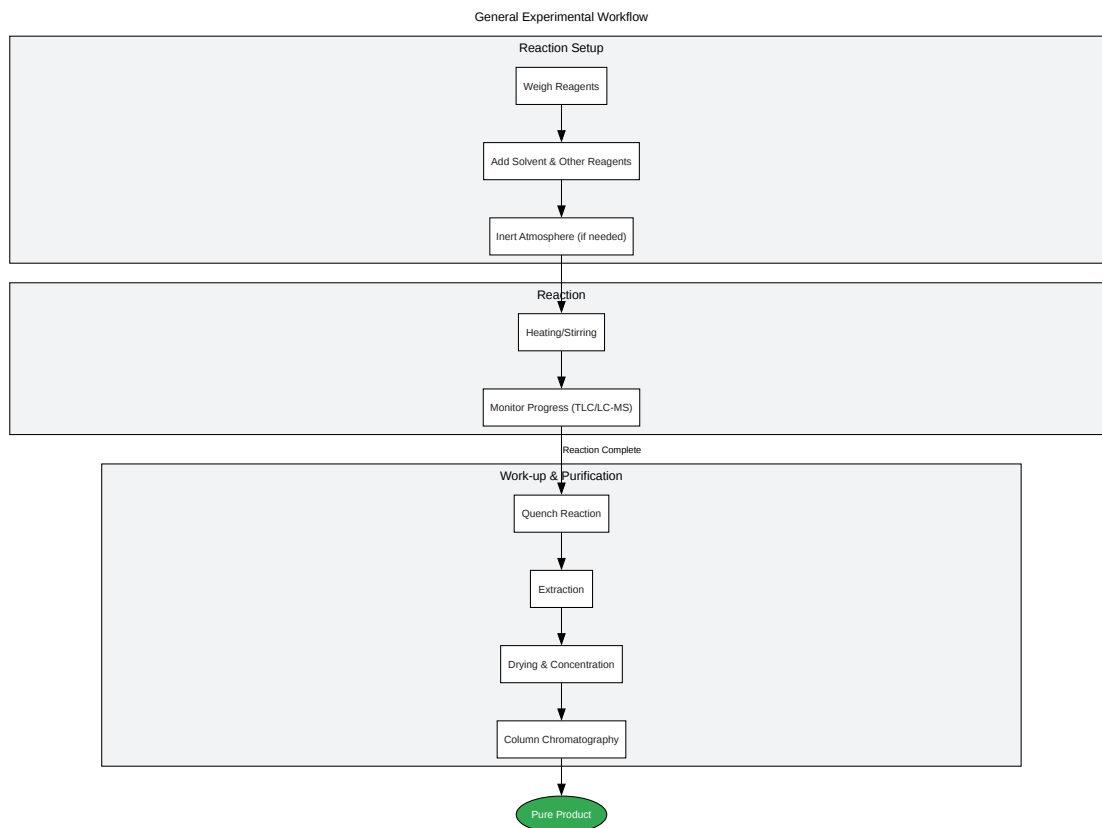 General Experimental Workflow
Reaction Setup
Weigh Reagents
Add Solvent & Other Reagents
Inert Atmosphere (if needed)
Reaction
Heating/Stirring
Monitor Progress (TLC/LC-MS)
Reaction Complete
Work-up & Purification
Quench Reaction
Extraction
Drying & Concentration
Column Chromatography
Pure Product